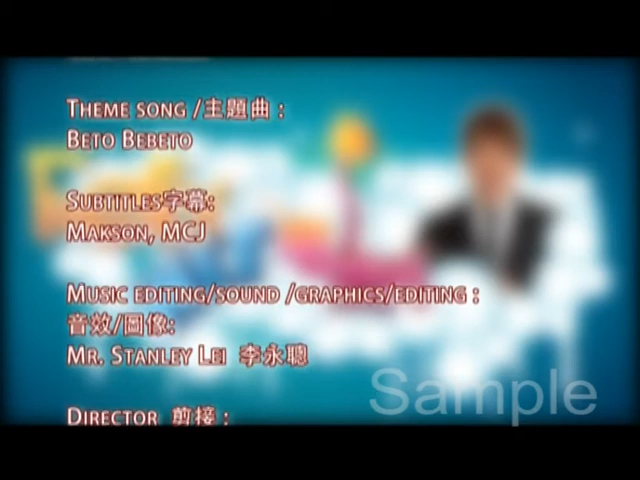 Theme song /主題曲 :
Beto Bebeto
Subtitles字幕:
Makson, MCJ
Music editing/sound /graphics/editing :
音效/圖像:
Mr. Stanley Lei 李永聰
Director 剪接 :
Sample